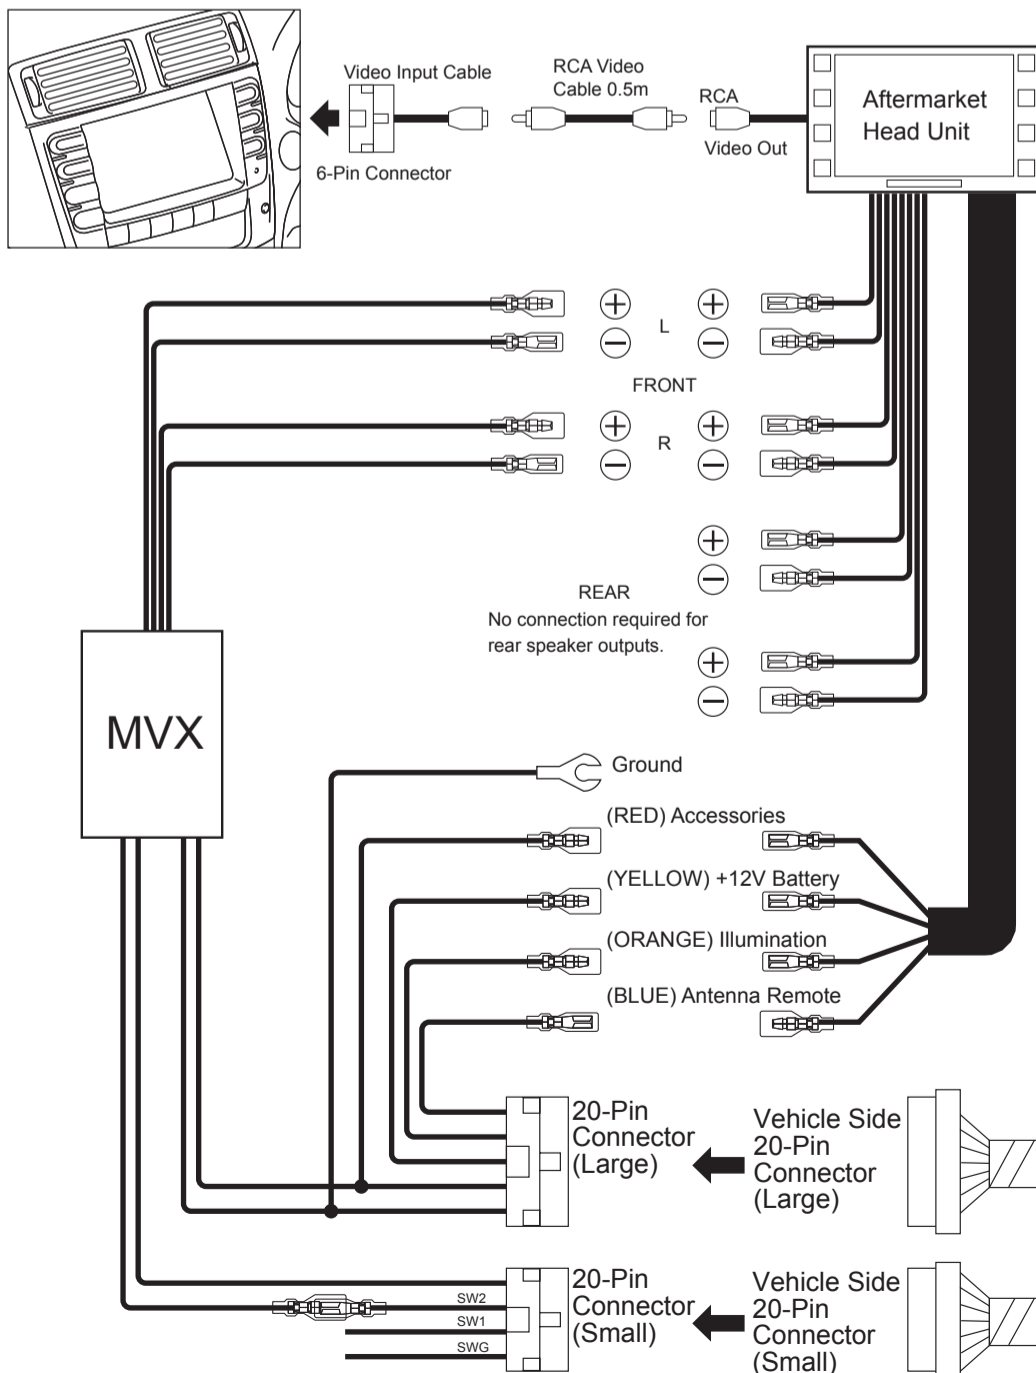 Video Input Cable
RCA Video
Cable 0.5m
RCA
Video Out
6-Pin Connector
Aftermarket
Head Unit
L
FRONT
R
REAR
No connection required for
rear speaker outputs.
MVX
Ground
(RED) Accessories
(YELLOW) +12V Battery
(ORANGE) Illumination
(BLUE) Antenna Remote
20-Pin
Connector
(Large)
Vehicle Side
20-Pin
Connector
(Large)
SW2
SW1
SWG
20-Pin
Connector
(Small)
Vehicle Side
20-Pin
Connector
(Small)